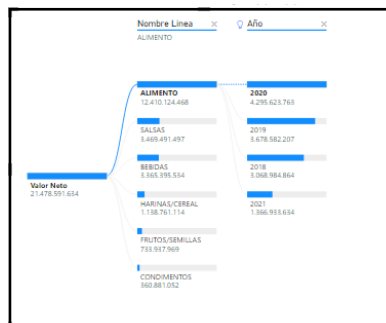 Nombre Linea
Año
ALIMENTO
ALIMENTO
12.410.124.468
2020
4.295.623.763
SALSAS
3.469.491.497
2019
3.678.582.207
BEBIDAS
3.365.395.534
2018
3.068.984.864
Valor Neto
21.478.591.634
HARINAS/CEREAL
1.138.761.114
2021
1.366.933.634
FRUTOS/SEMILLAS
733.937.969
CONDIMENTOS
360.881.052